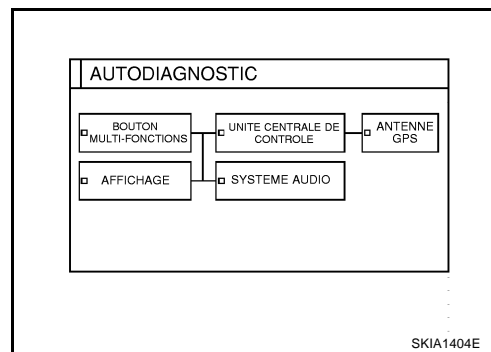 AUTODIAGNOSTIC
BOUTON
MULTI-FONCTIONS
UNITE CENTRALE DE
CONTROLE
ANTENNE
GPS
AFFICHAGE
SYSTEME AUDIO
SKIA1404E